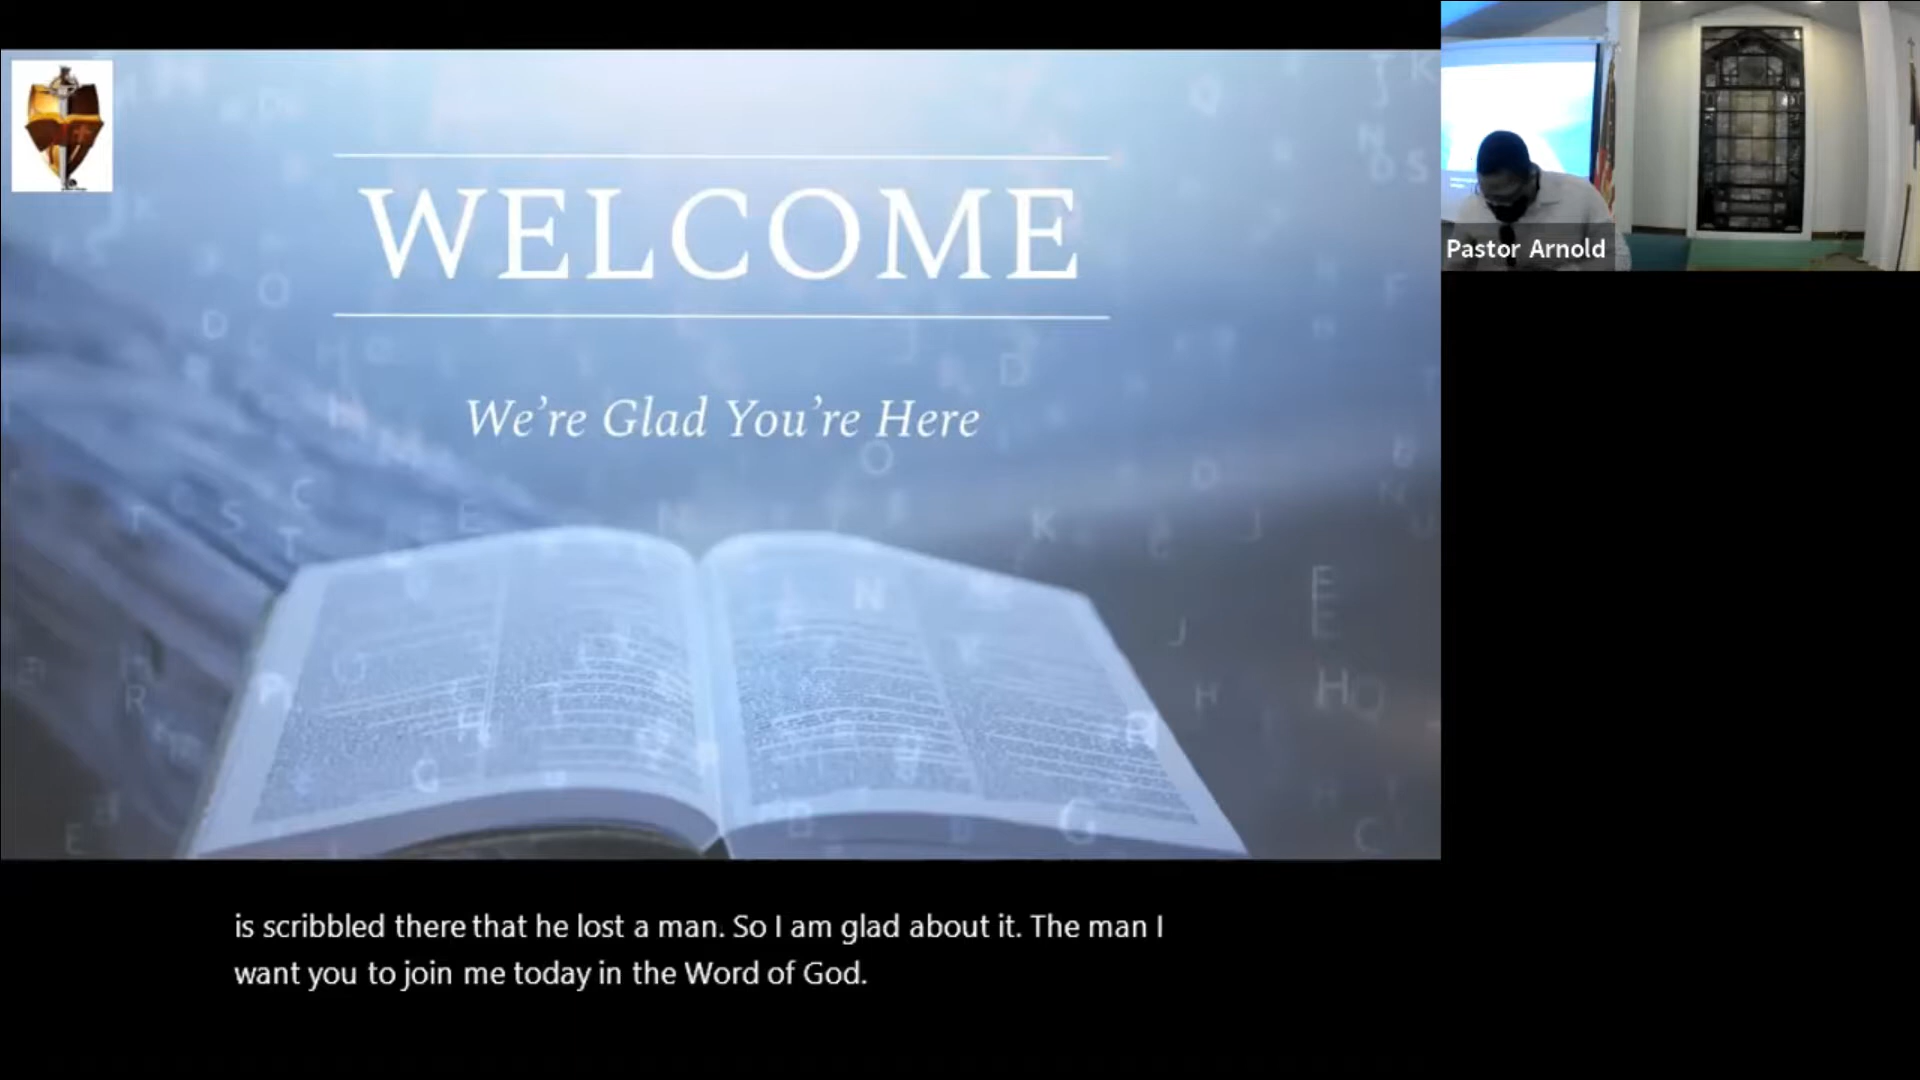 WELCOME
We're Glad You're Here
Pastor Arnold
is scribbled there that he lost a man. So I am glad about it. The man I
want you to join me today in the Word of God.